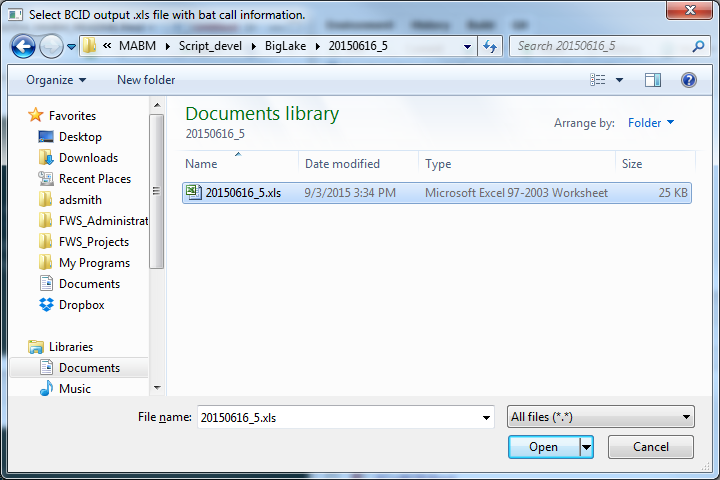 Select BCID output .xls file with bat call information.
« MABM ▸ Script_devel ▸ BigLake ▸ 20150616_5
Search 20150616_5
Organize New folder
Favorites
Desktop
Downloads
Recent Places
adsmith
FWS_Administrat
FWS_Projects
My Programs
Documents
Dropbox
Libraries
Documents
Music
Documents library
20150616_5
Arrange by: Folder
Name Date modified Type Size
20150616_5.xls 9/3/2015 3:34 PM Microsoft Excel 97-2003 Worksheet 25 KB
File name: 20150616_5.xls All files (*.*)
Open Cancel